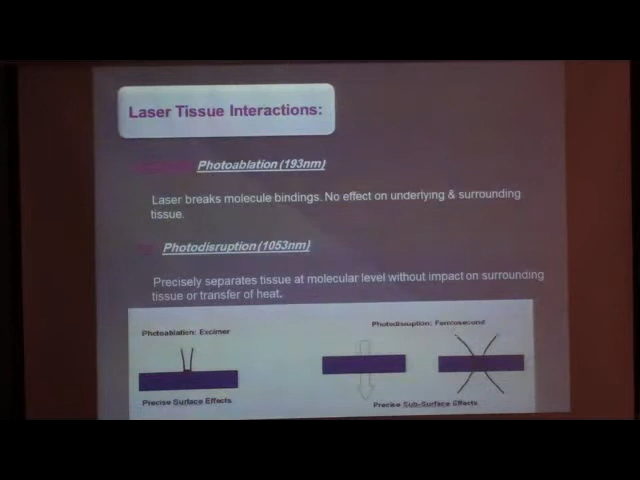 Laser Tissue Interactions:
Photoablation (193nm)
Laser breaks molecule bindings. No effect on underlying & surrounding
tissue.
Photodisruption (1053nm)
Precisely separates tissue at molecular level without impact on surrounding
tissue or transfer of heat.
Photoablation: Excimer
Photodisruption: Femtosecond
Precise Surface Effects
Precise Sub-Surface Effects